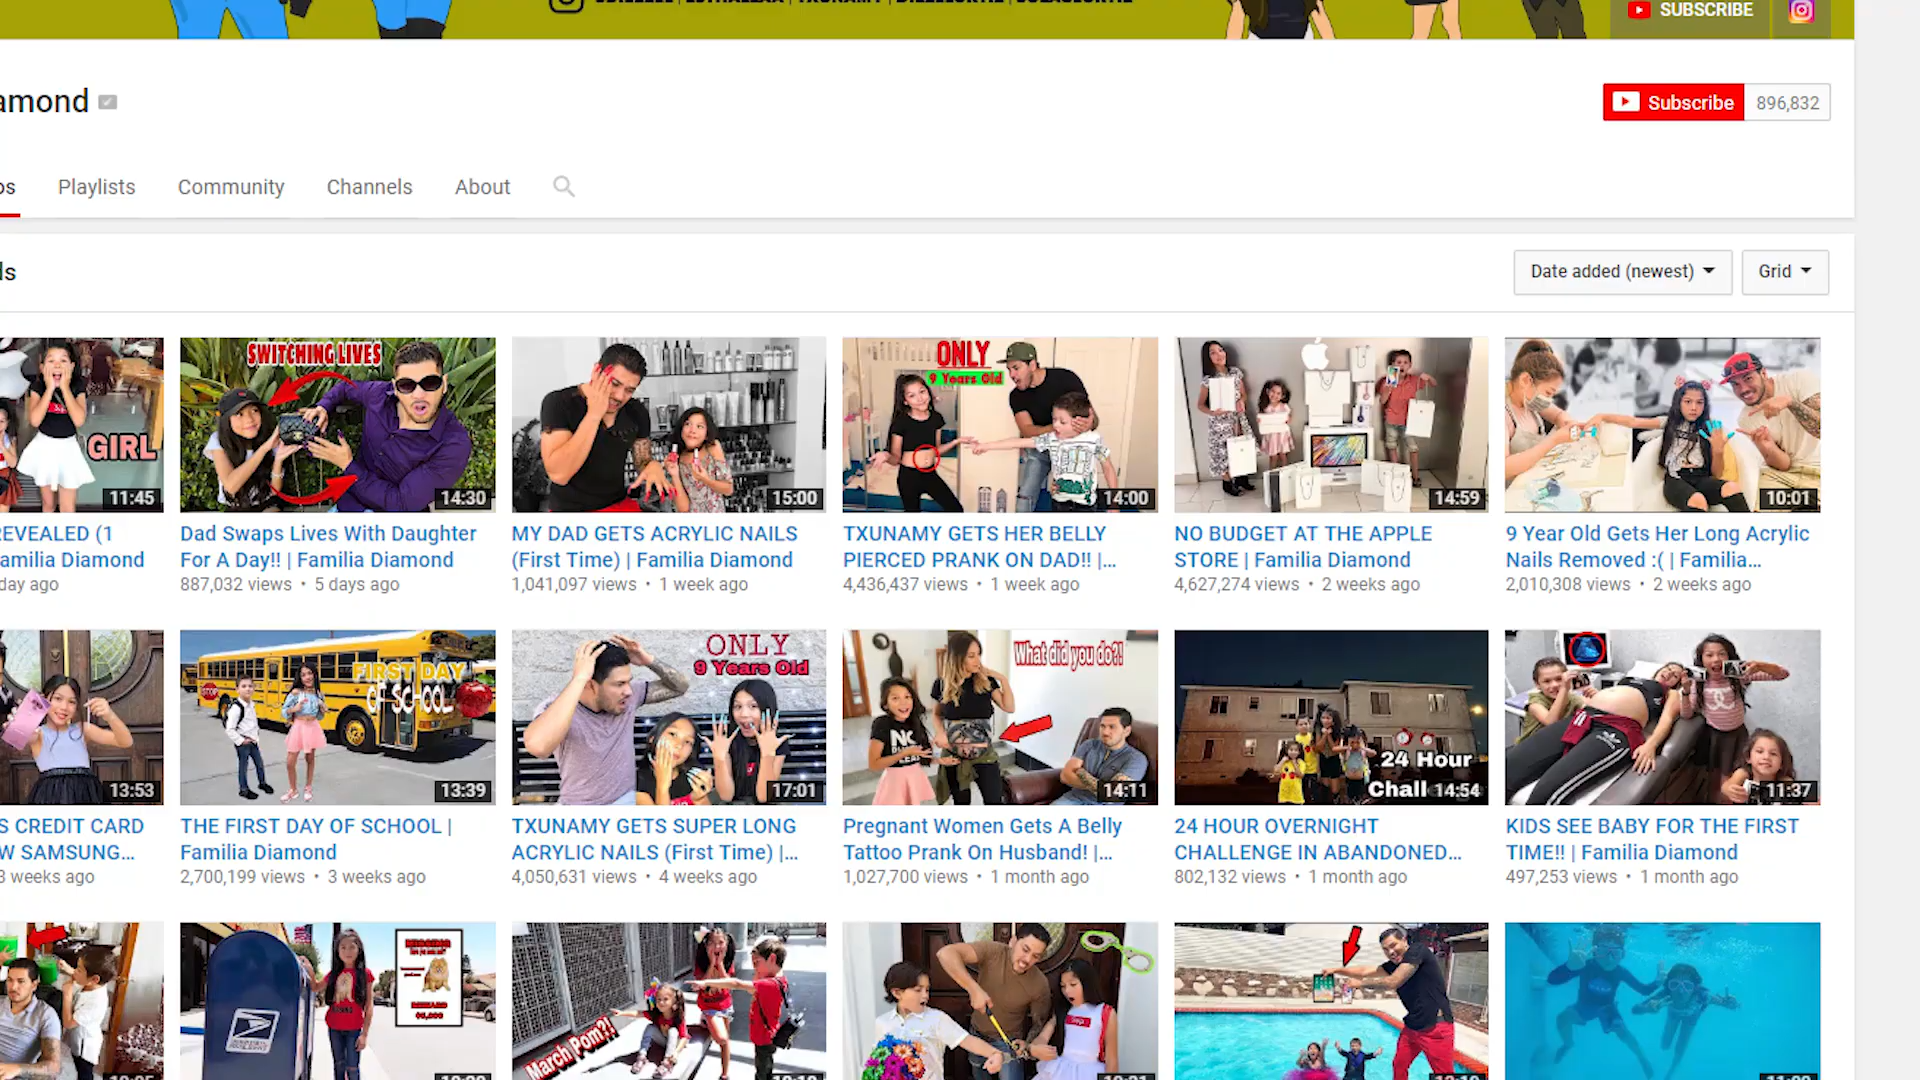 SUBSCRIBE
amond
Subscribe 896,832
os Playlists Community Channels About
ls
Date added (newest) Grid
GIRL
11:45
SWITCHING LIVES
14:30
15:00
ONLY
9 Years Old
14:00
14:59
10:01
REVEALED (1
amilia Diamond
day ago
Dad Swaps Lives With Daughter
For A Day!! | Familia Diamond
887,032 views • 5 days ago
MY DAD GETS ACRYLIC NAILS
(First Time) | Familia Diamond
1,041,097 views • 1 week ago
TXUNAMY GETS HER BELLY
PIERCED PRANK ON DAD!! |...
4,436,437 views • 1 week ago
NO BUDGET AT THE APPLE
STORE | Familia Diamond
4,627,274 views • 2 weeks ago
9 Year Old Gets Her Long Acrylic
Nails Removed :( | Familia...
2,010,308 views • 2 weeks ago
13:53
STOP
FIRST DAY
OF SCHOOL
13:39
ONLY
9 Years Old
17:01
What did you do?!
14:11
24 Hour
Chall
14:54
11:37
S CREDIT CARD
W SAMSUNG...
3 weeks ago
THE FIRST DAY OF SCHOOL |
Familia Diamond
2,700,199 views • 3 weeks ago
TXUNAMY GETS SUPER LONG
ACRYLIC NAILS (First Time) |...
4,050,631 views • 4 weeks ago
Pregnant Women Gets A Belly
Tattoo Prank On Husband! |...
1,027,700 views • 1 month ago
24 HOUR OVERNIGHT
CHALLENGE IN ABANDONED...
802,132 views • 1 month ago
KIDS SEE BABY FOR THE FIRST
TIME!! | Familia Diamond
497,253 views • 1 month ago
March Pom?!